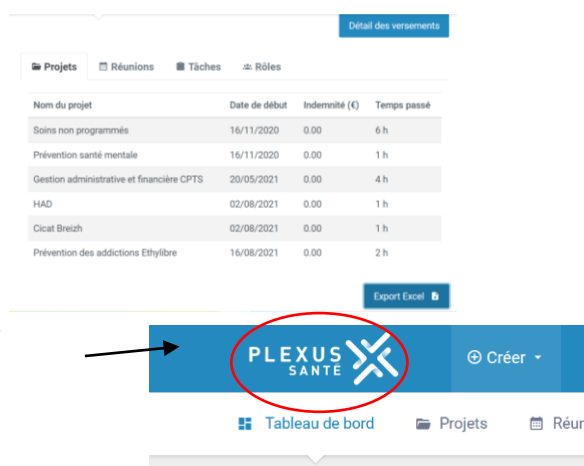 Détail des versements
Projets Réunions Tâches Rôles
Nom du projet Date de début Indemnité (€) Temps passé
Soins non programmés 16/11/2020 0.00 6 h
Prévention santé mentale 16/11/2020 0.00 1 h
Gestion administrative et financière CPTS 20/05/2021 0.00 4 h
HAD 02/08/2021 0.00 1 h
Cicat Breizh 02/08/2021 0.00 1 h
Prévention des addictions Ethylibre 16/08/2021 0.00 2 h
Export Excel
PLEXUS
SANTÉ
Créer
Tableau de bord Projets Réun